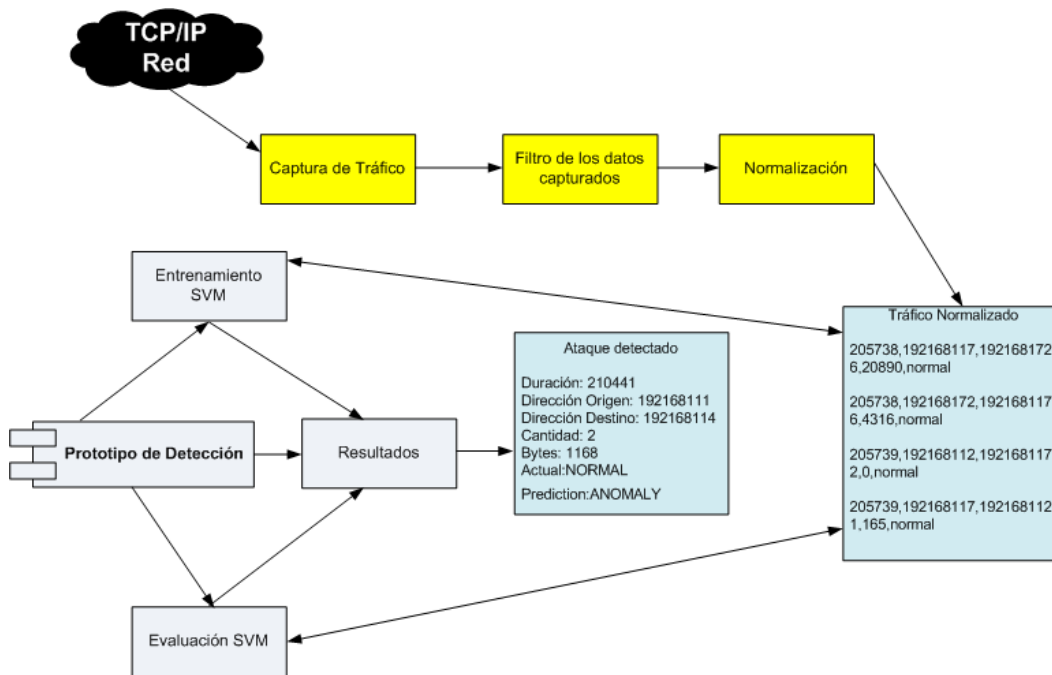 TCP/IP
Red
Captura de Tráfico
Filtro de los datos
capturados
Normalización
Entrenamiento
SVM
Tráfico Normalizado
205738,192168117,192168172
6,20890,normal
205738,192168172,192168117
6,4316,normal
205739,192168112,192168117
2,0,normal
205739,192168117,192168112
1,165,normal
Ataque detectado
Duración: 210441
Dirección Origen: 192168111
Dirección Destino: 192168114
Cantidad: 2
Bytes: 1168
Actual:NORMAL
Prediction:ANOMALY
Prototipo de Detección
Resultados
Evaluación SVM